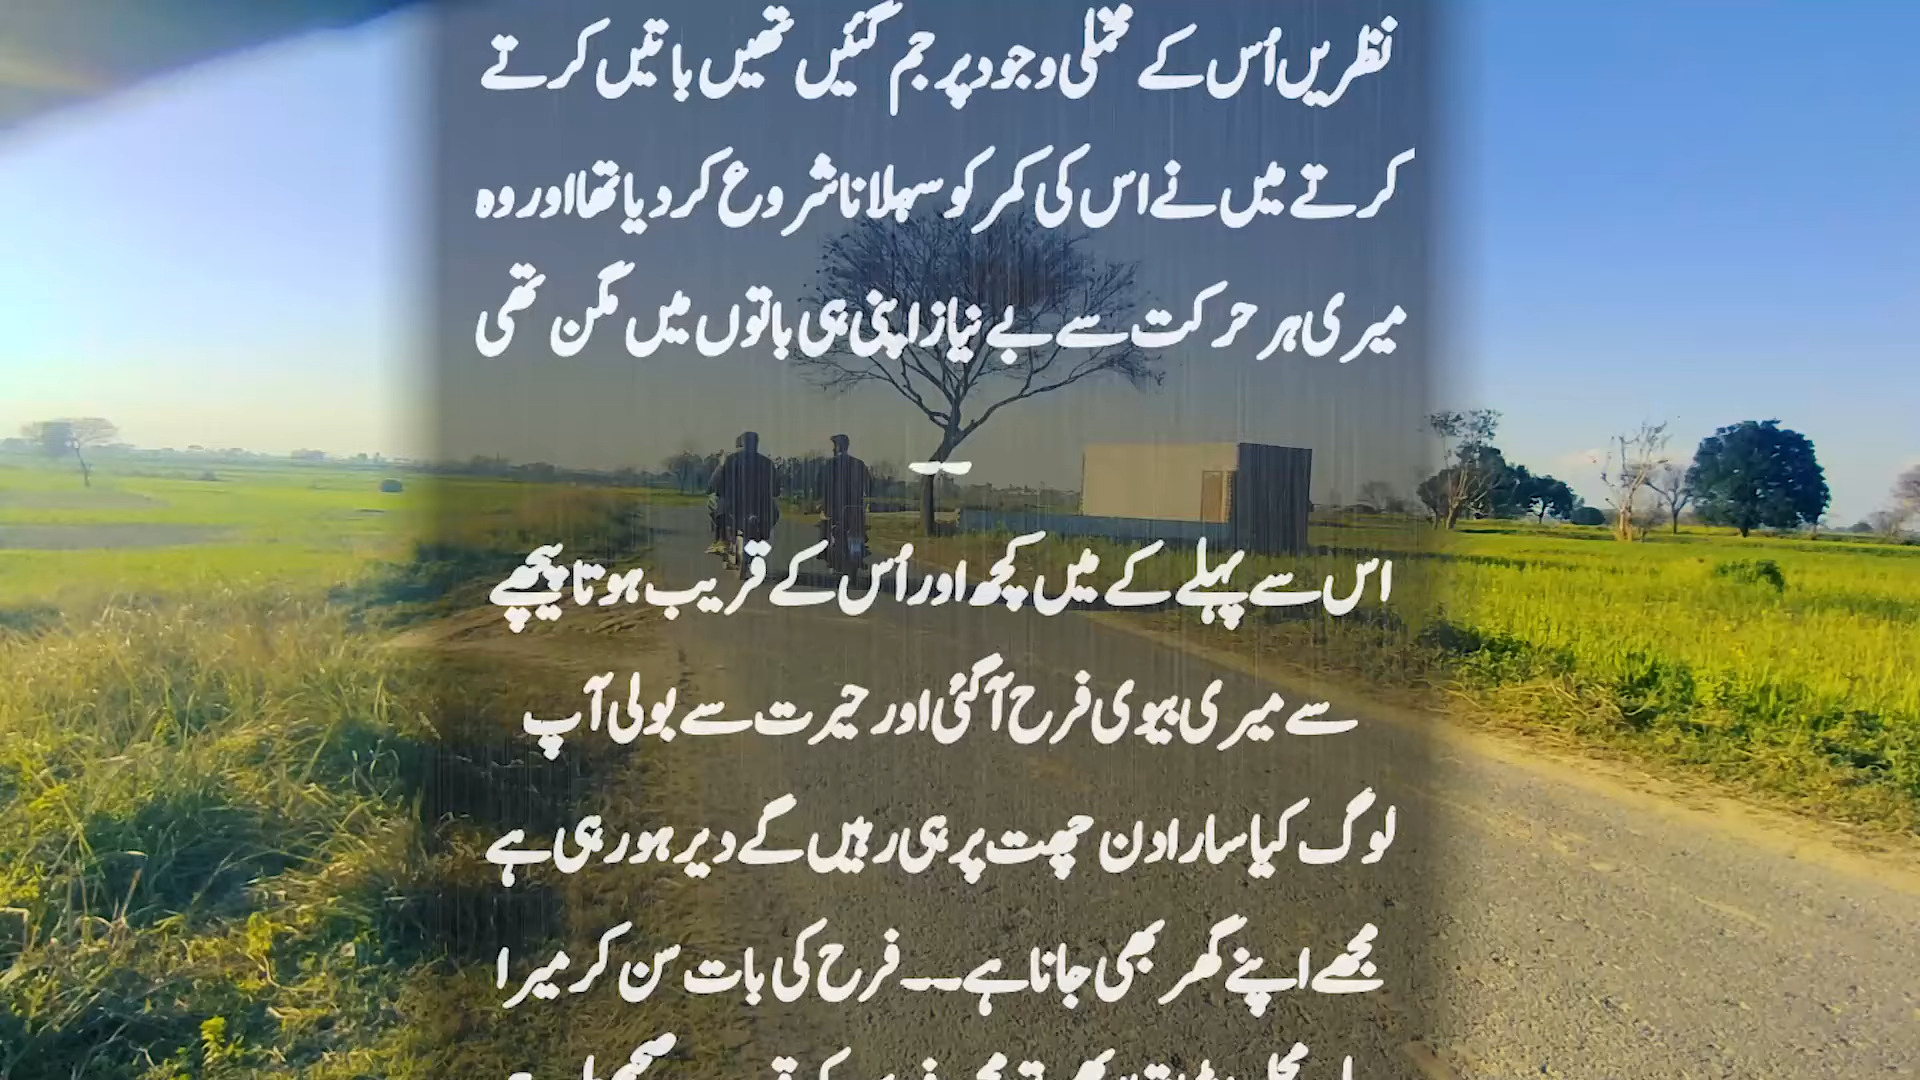 نظریں اُس کے مخملی وجود پر جم گئیں تھیں باتیں کرتے
کرتے میں نے اس کی کمر کو سہلانا شروع کر دیا تھا اور وہ
میری ہر حرکت سے بے نیاز اپنی ہی باتوں میں مگن تھی
--
اس سے پہلے کے میں کچھ اور اُس کے قریب ہوتا پیچھے
سے میری بیوی فرح آ گئی اور حیرت سے بولی آپ
لوگ کیا سارا دن چھت پر ہی رہیں گے دیر ہو رہی ہے
مجھے اپنے گھر بھی جانا ہے-- فرح کی بات سن کر میرا